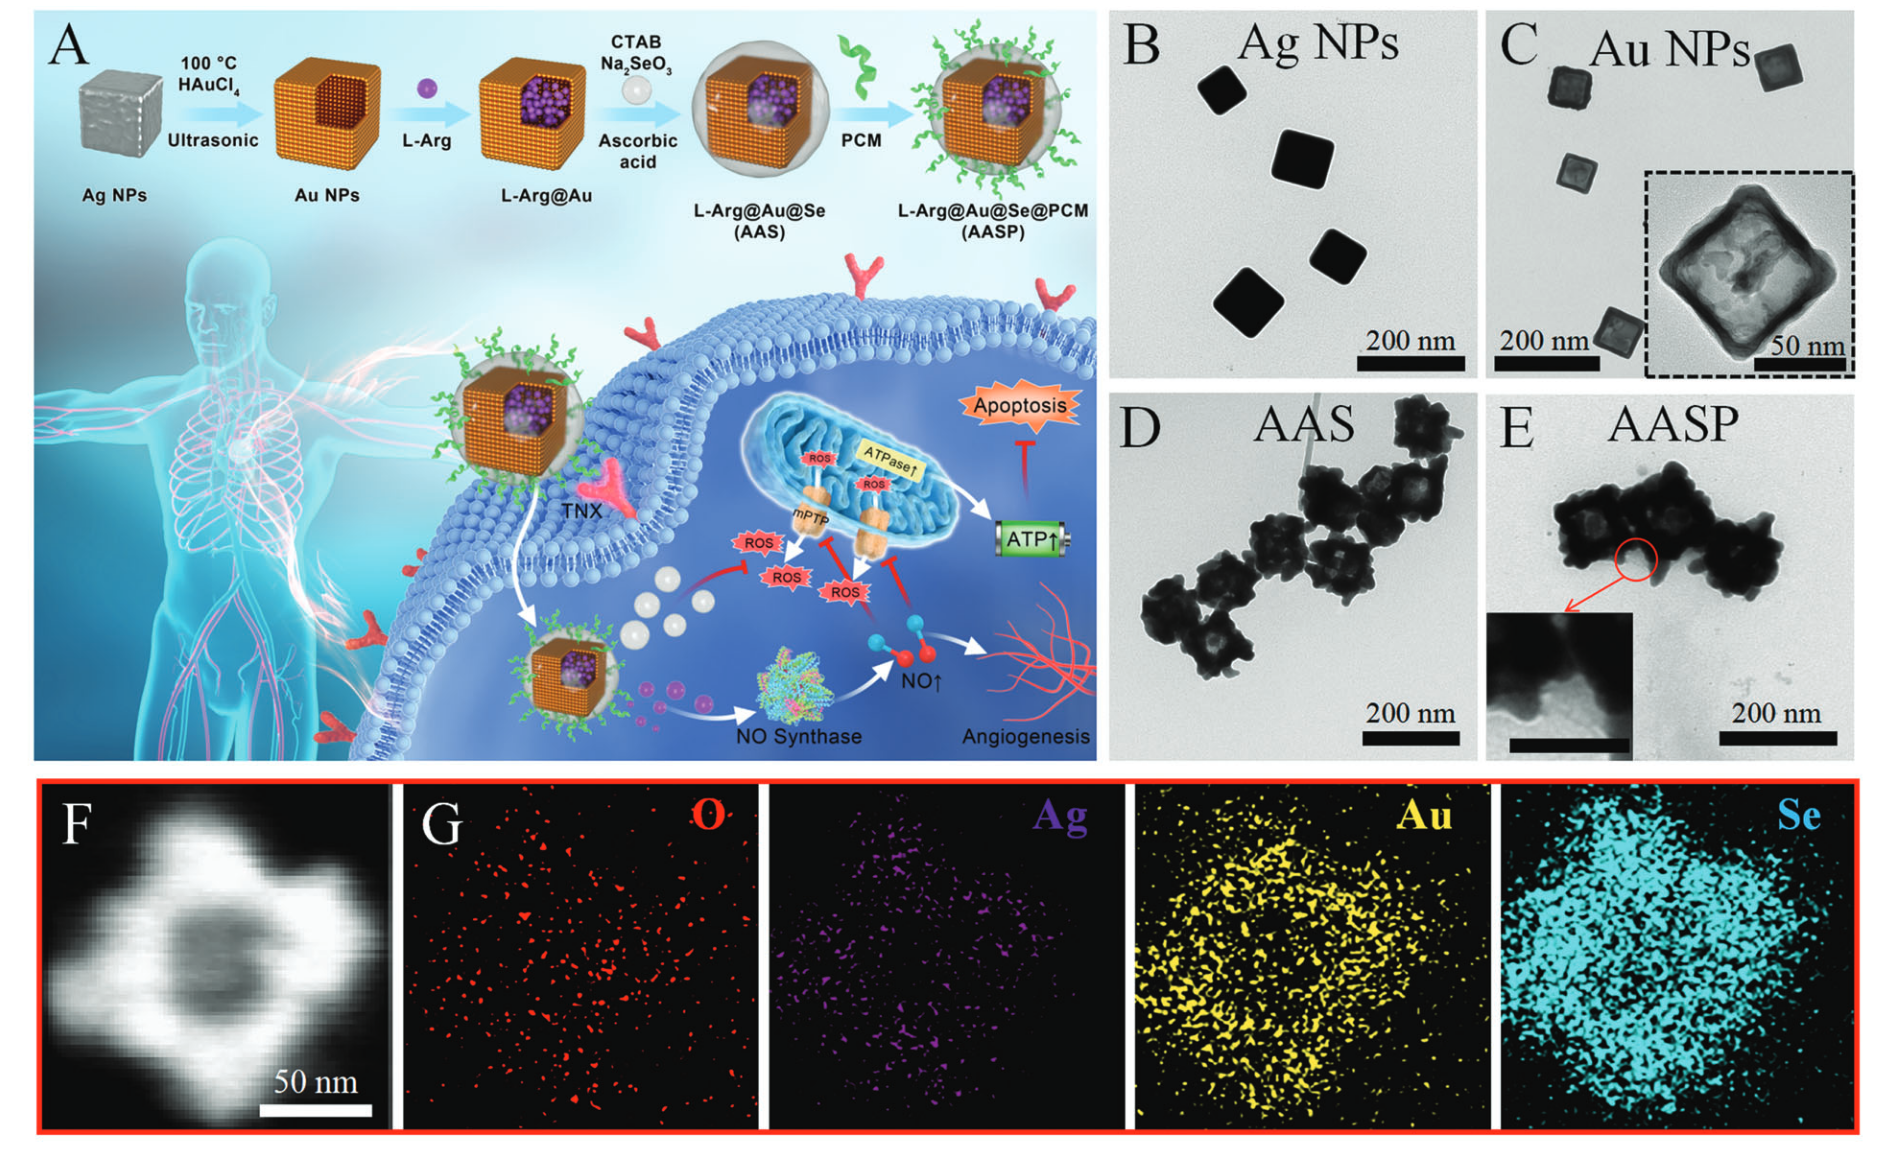 A
100 °C
HAuCl4
Ultrasonic
L-Arg
CTAB
Na2SeO3
Ascorbic
acid
PCM
Ag NPs
Au NPs
L-Arg@Au
L-Arg@Au@Se
(AAS)
L-Arg@Au@Se@PCM
(AASP)
TNX
ROS
ATPase↑
ROS
mPTP
ROS
ROS
ROS
Apoptosis
ATP↑
NO↑
NO Synthase
Angiogenesis
B
Ag NPs
200 nm
C
Au NPs
200 nm
50 nm
D
AAS
200 nm
E
AASP
200 nm
F
50 nm
G
O
Ag
Au
Se